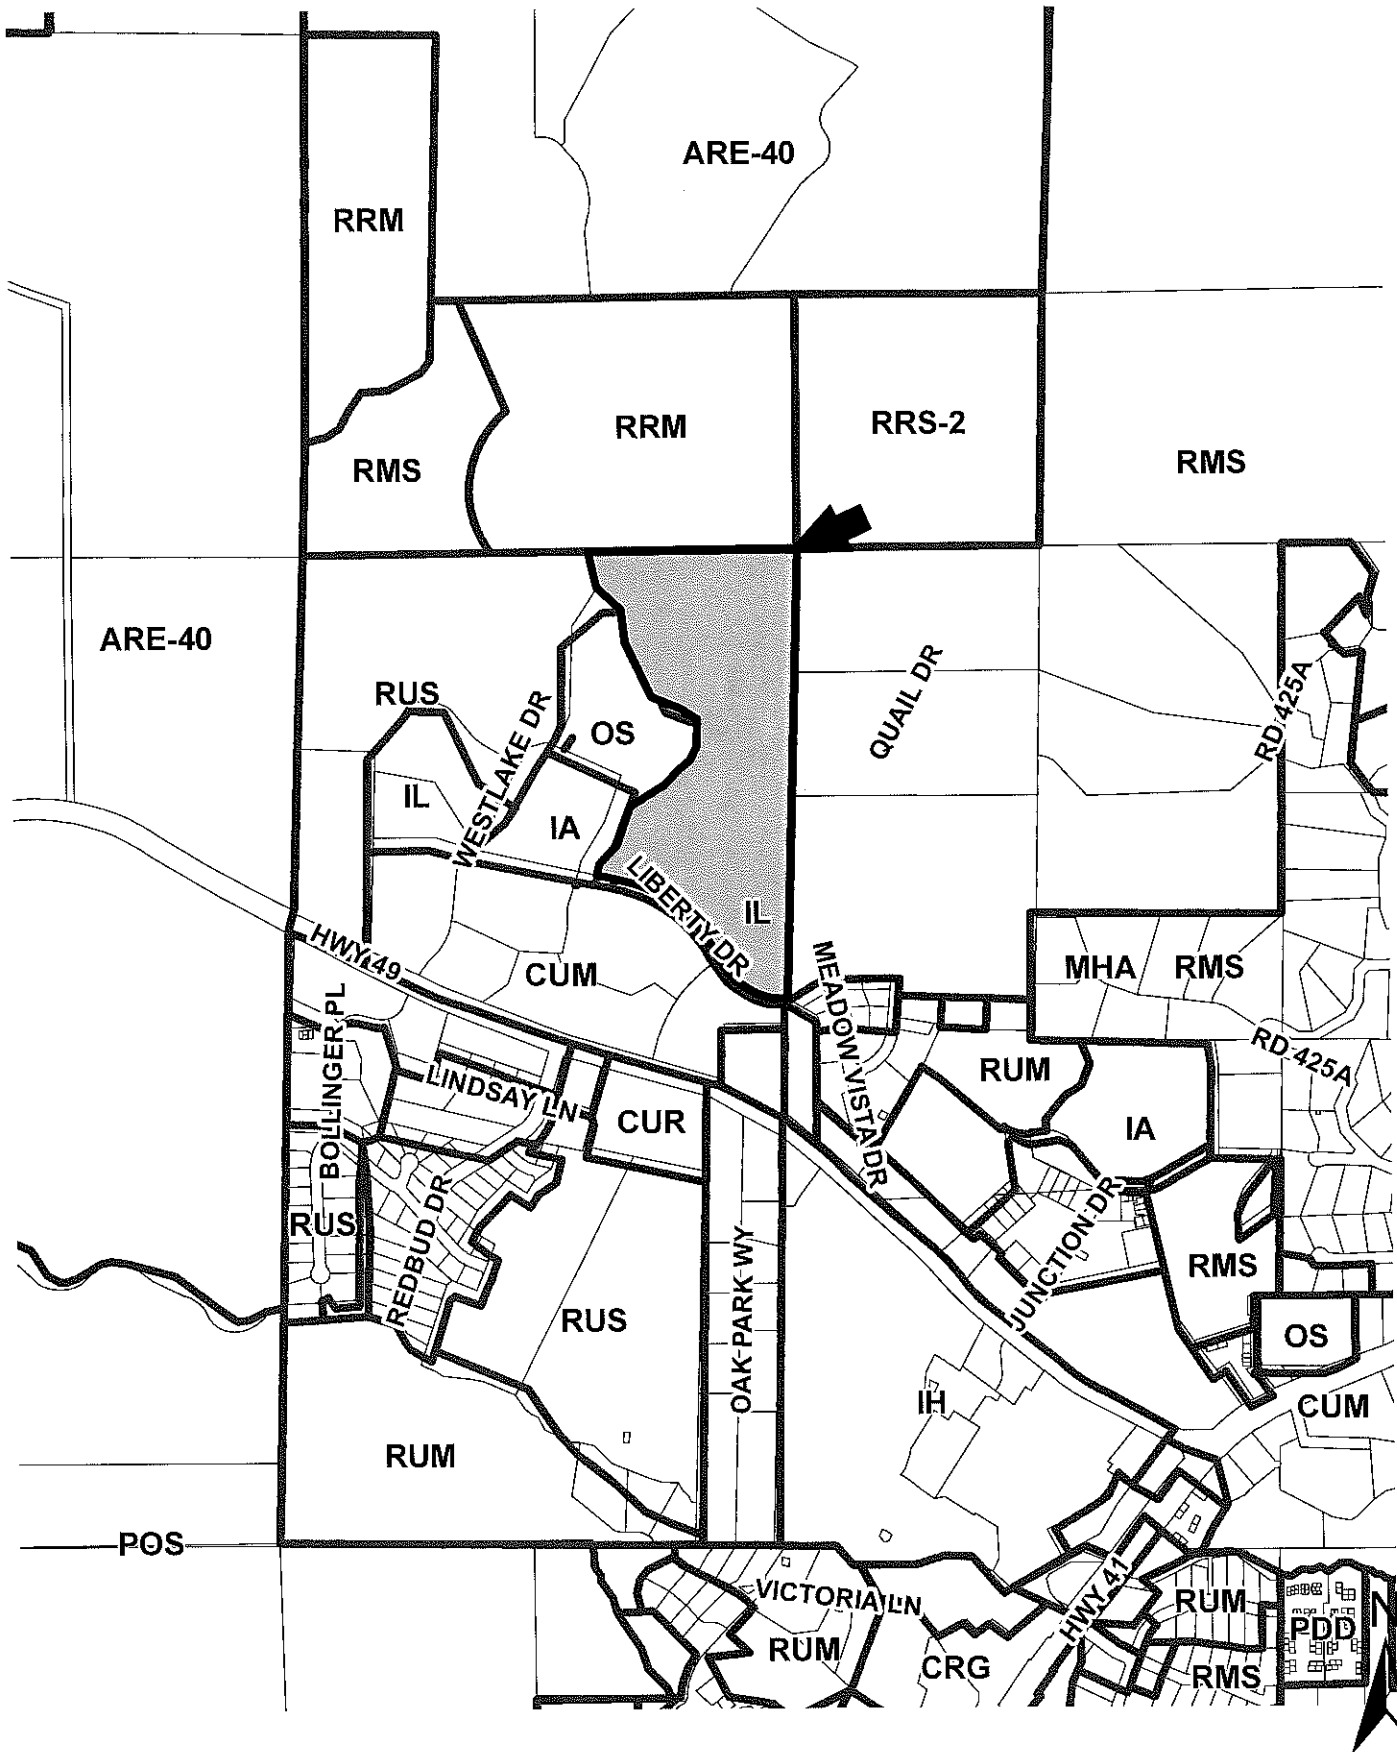 ARE-40
RRM
RRM
RRS-2
RMS
RMS
ARE-40
RUS
WESTLAKE DR
OS
QUAIL DR
RD 425A
IL
IA
LIBERTY DR
IL
HWY 49
CUM
MEADOW VISTA DR
MHA
RMS
BOLLINGER PL
LINDSAY LN
CUR
RUM
RD 425A
IA
RUS
REDBUD DR
RUS
OAK PARK WY
JUNCTION DR
RMS
OS
IH
CUM
RUM
POS
VICTORIA LN
HWY 41
RUM
PDD
N
RUM
CRG
RMS